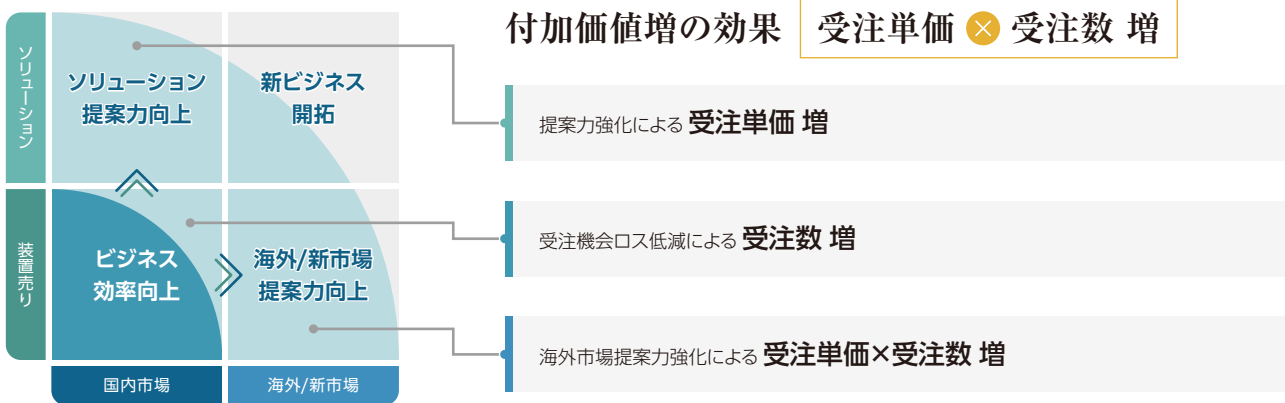 付加価値増の効果 受注単価 × 受注数 増
ソリューション
ソリューション
提案力向上
新ビジネス
開拓
提案力強化による 受注単価 増
装置売り
ビジネス
効率向上
海外/新市場
提案力向上
受注機会ロス低減による 受注数 増
海外市場提案力強化による 受注単価×受注数 増
国内市場
海外/新市場